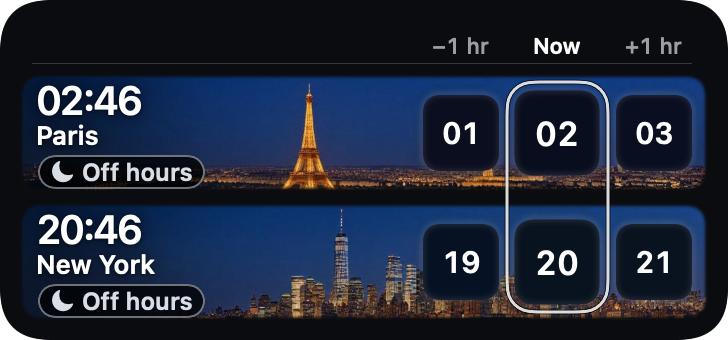 −1 hr Now +1 hr
02:46
Paris
Off hours
01 02 03
20:46
New York
Off hours
19 20 21